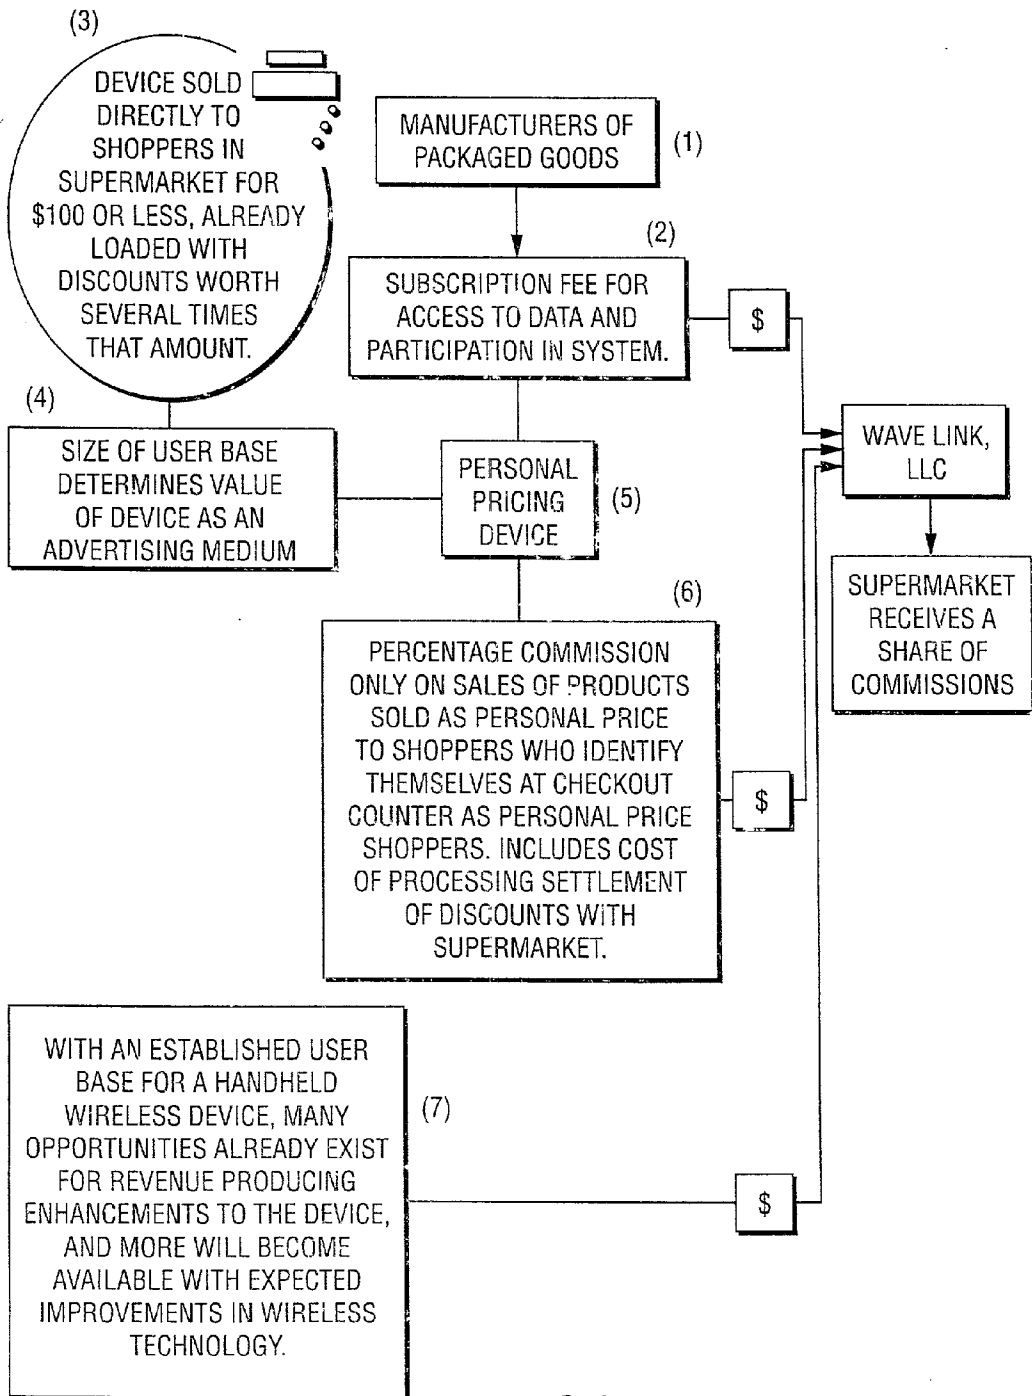 (3)
DEVICE SOLD
DIRECTLY TO
SHOPPERS IN
SUPERMARKET FOR
$100 OR LESS, ALREADY
LOADED WITH
DISCOUNTS WORTH
SEVERAL TIMES
THAT AMOUNT.
MANUFACTURERS OF
PACKAGED GOODS
(1)
(2)
SUBSCRIPTION FEE FOR
ACCESS TO DATA AND
PARTICIPATION IN SYSTEM.
$
(4)
SIZE OF USER BASE
DETERMINES VALUE
OF DEVICE AS AN
ADVERTISING MEDIUM
PERSONAL
PRICING
DEVICE
(5)
WAVE LINK,
LLC
SUPERMARKET
RECEIVES A
SHARE OF
COMMISSIONS
(6)
PERCENTAGE COMMISSION
ONLY ON SALES OF PRODUCTS
SOLD AS PERSONAL PRICE
TO SHOPPERS WHO IDENTIFY
THEMSELVES AT CHECKOUT
COUNTER AS PERSONAL PRICE
SHOPPERS. INCLUDES COST
OF PROCESSING SETTLEMENT
OF DISCOUNTS WITH
SUPERMARKET.
$
WITH AN ESTABLISHED USER
BASE FOR A HANDHELD
WIRELESS DEVICE, MANY
OPPORTUNITIES ALREADY EXIST
FOR REVENUE PRODUCING
ENHANCEMENTS TO THE DEVICE,
AND MORE WILL BECOME
AVAILABLE WITH EXPECTED
IMPROVEMENTS IN WIRELESS
TECHNOLOGY.
(7)
$